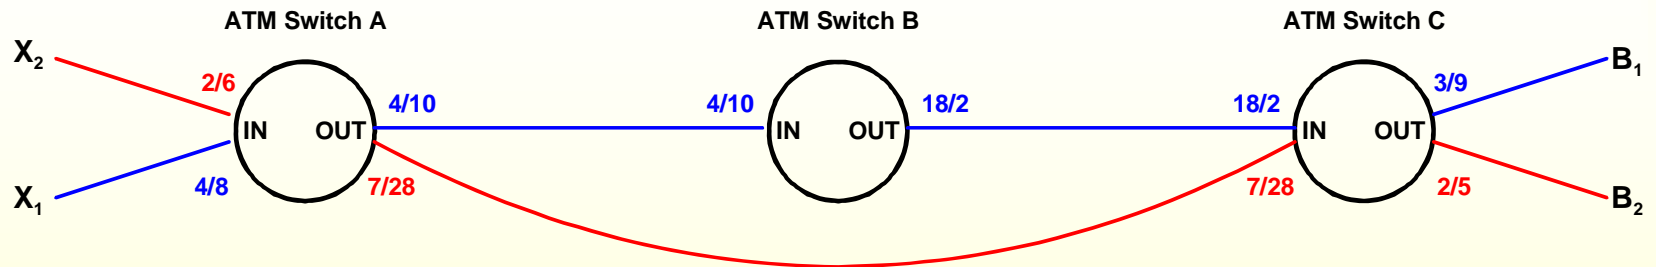 ATM Switch A
ATM Switch B
ATM Switch C
X2
2/6
4/10
4/10
18/2
18/2
3/9
B1
IN
OUT
IN
OUT
IN
OUT
X1
4/8
7/28
7/28
2/5
B2